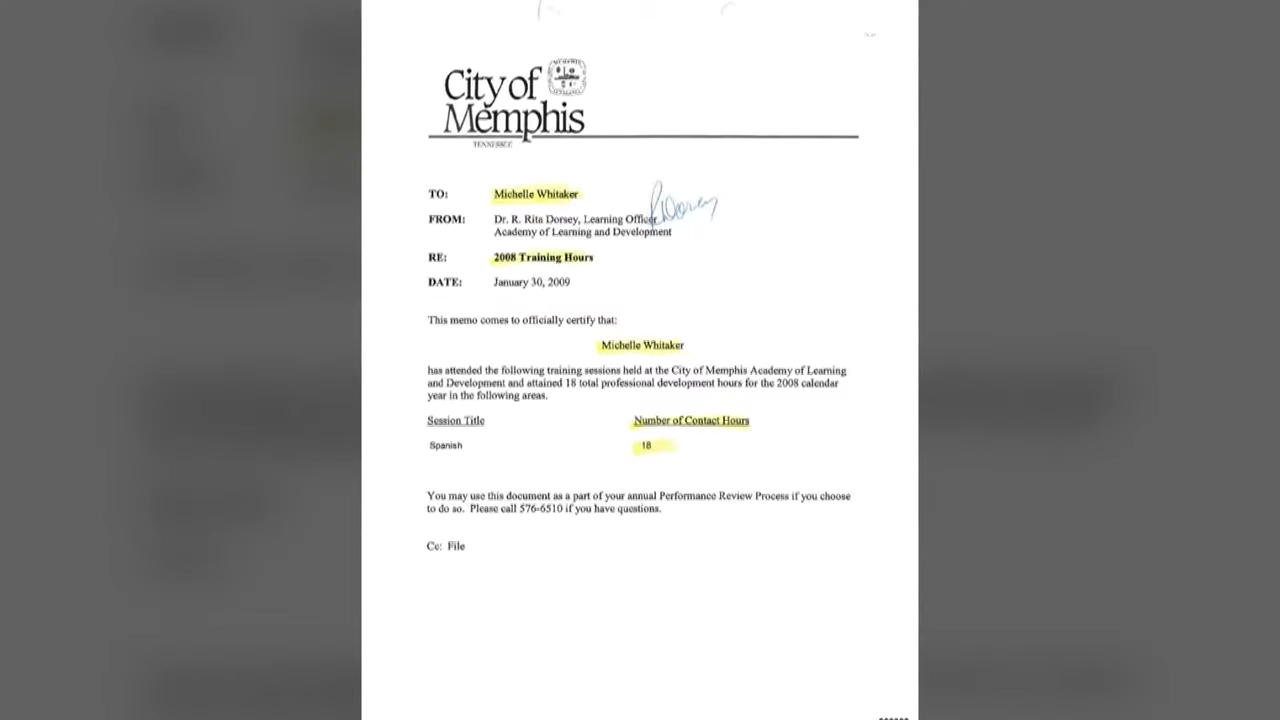 City of
Memphis
TENNESSEE
TO: Michelle Whitaker
FROM: Dr. R. Rita Dorsey, Learning Officer
Academy of Learning and Development
RDorsey
RE: 2008 Training Hours
DATE: January 30, 2009
This memo comes to officially certify that:
Michelle Whitaker
has attended the following training sessions held at the City of Memphis Academy of Learning
and Development and attained 18 total professional development hours for the 2008 calendar
year in the following areas.
Session Title Number of Contact Hours
Spanish 18
You may use this document as a part of your annual Performance Review Process if you choose
to do so. Please call 576-6510 if you have questions.
Cc: File